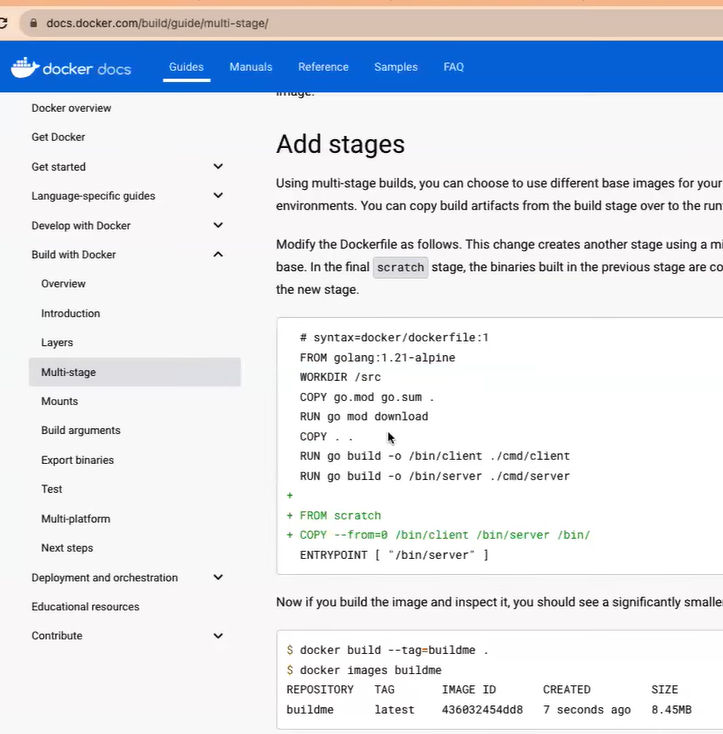 docs.docker.com/build/guide/multi-stage/
docker docs
Guides Manuals Reference Samples FAQ
Docker overview
Get Docker
Get started
Language-specific guides
Develop with Docker
Build with Docker
Overview
Introduction
Layers
Multi-stage
Mounts
Build arguments
Export binaries
Test
Multi-platform
Next steps
Deployment and orchestration
Educational resources
Contribute
image.
Add stages
Using multi-stage builds, you can choose to use different base images for your
environments. You can copy build artifacts from the build stage over to the
Modify the Dockerfile as follows. This change creates another stage using a
base. In the final scratch stage, the binaries built in the previous stage are
the new stage.
# syntax=docker/dockerfile:1
FROM golang:1.21-alpine
WORKDIR /src
COPY go.mod go.sum .
RUN go mod download
COPY . .
RUN go build -o /bin/client ./cmd/client
RUN go build -o /bin/server ./cmd/server
+
+ FROM scratch
+ COPY --from=0 /bin/client /bin/server /bin/
ENTRYPOINT [ "/bin/server" ]
Now if you build the image and inspect it, you should see a significantly
$ docker build --tag=buildme .
$ docker images buildme
REPOSITORY TAG IMAGE ID CREATED SIZE
buildme latest 436032454dd8 7 seconds ago 8.45MB